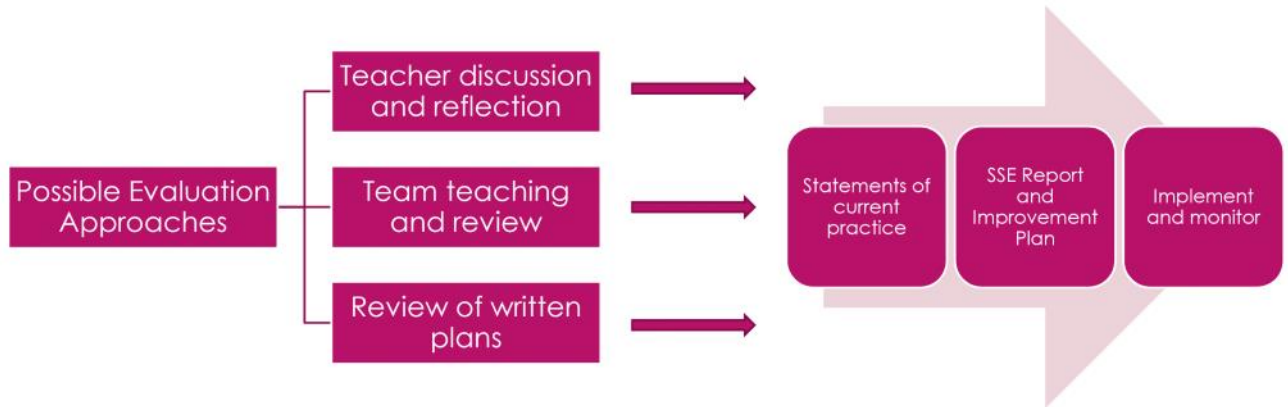 Possible Evaluation
Approaches
Teacher discussion
and reflection
Team teaching
and review
Review of written
plans
Statements of
current
practice
SSE Report
and
Improvement
Plan
Implement
and monitor